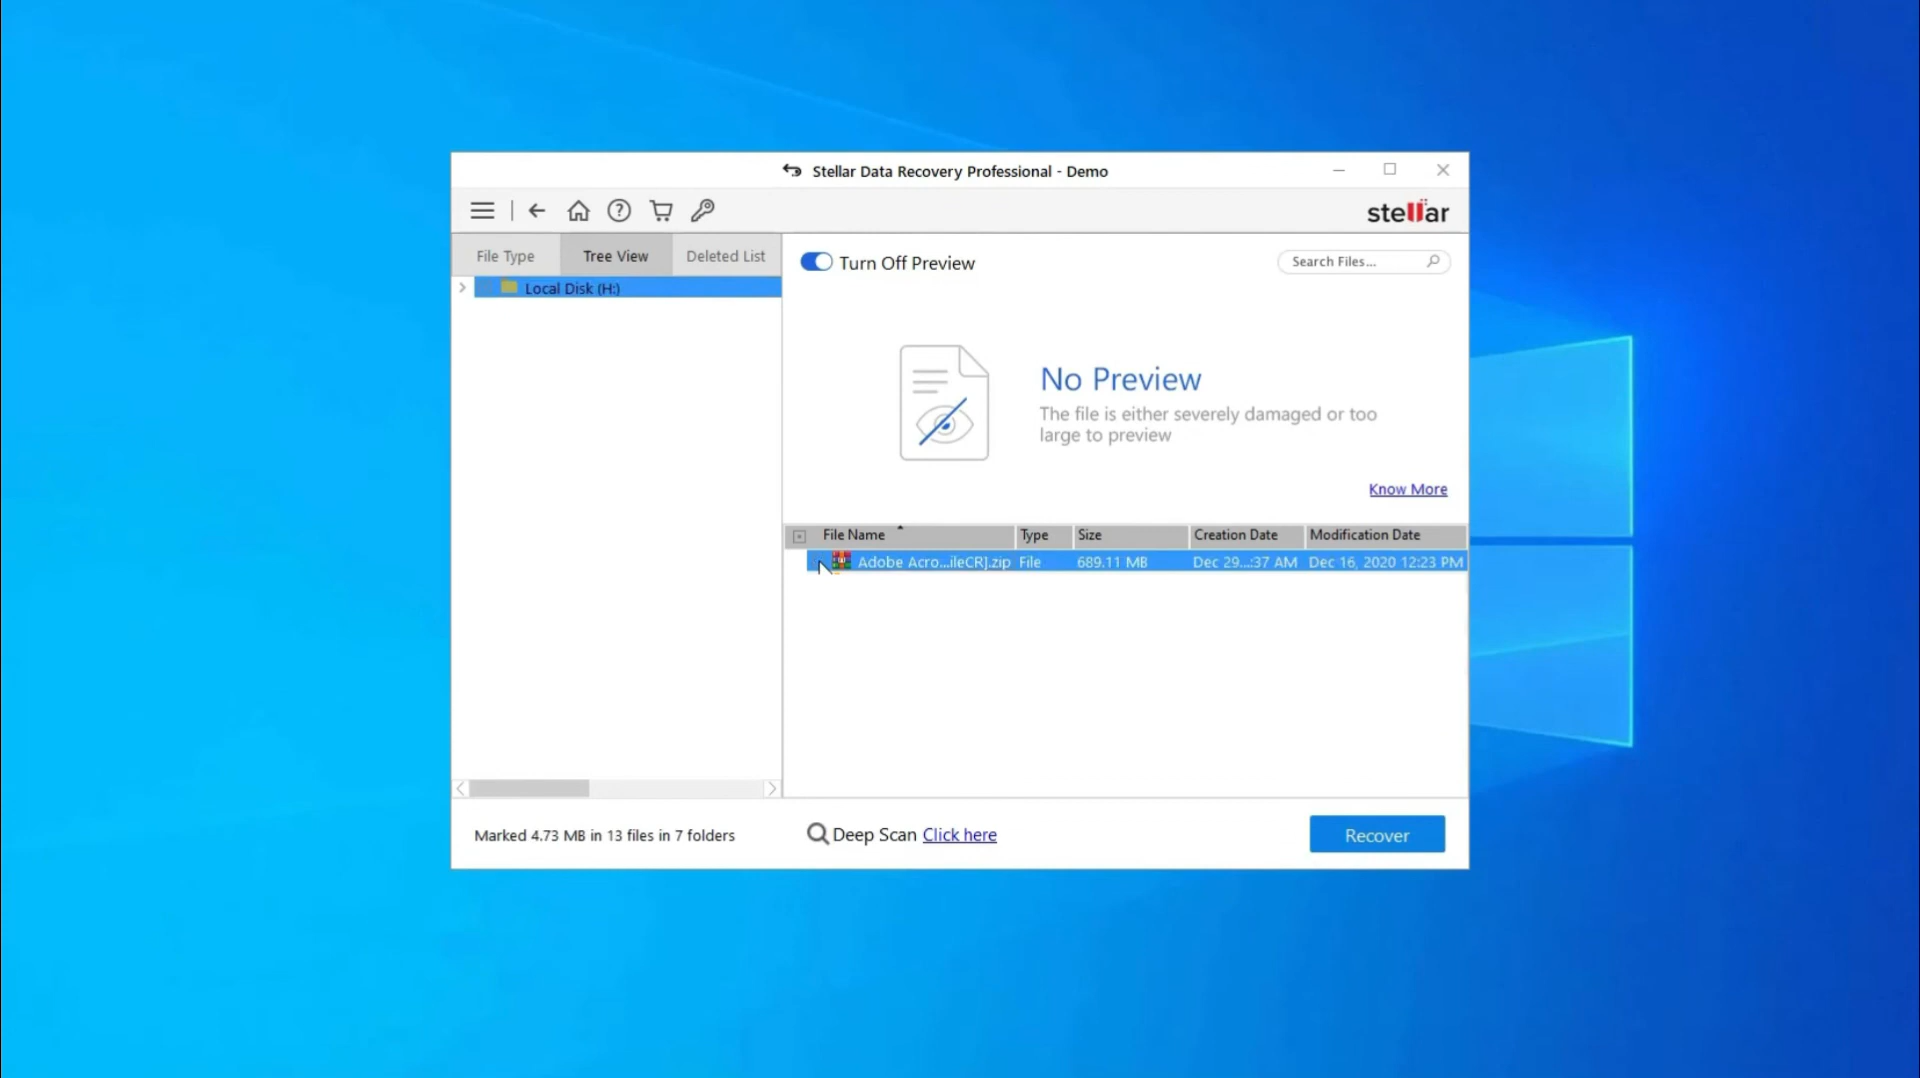 Stellar Data Recovery Professional - Demo
stellar
File Type
Tree View
Deleted List
Turn Off Preview
Search Files...
Local Disk (H:)
No Preview
The file is either severely damaged or too
large to preview
Know More
File Name
Type
Size
Creation Date
Modification Date
Adobe Acro...ileCR].zip
File
689.11 MB
Dec 29...:37 AM
Dec 16, 2020 12:23 PM
Marked 4.73 MB in 13 files in 7 folders
Deep Scan Click here
Recover